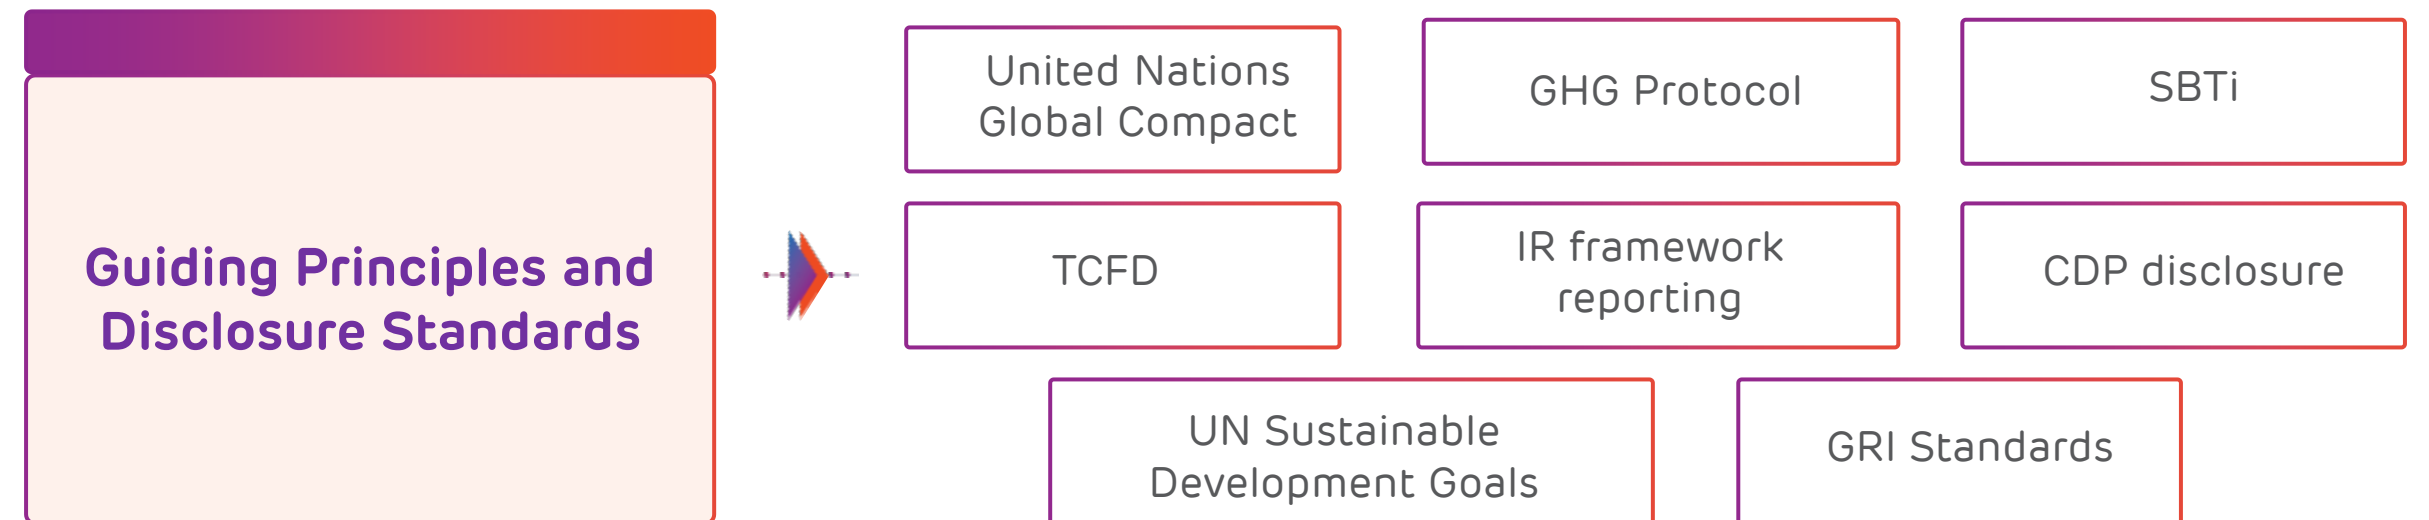 Guiding Principles and
Disclosure Standards
United Nations
Global Compact
GHG Protocol
SBTi
TCFD
IR framework
reporting
CDP disclosure
UN Sustainable
Development Goals
GRI Standards